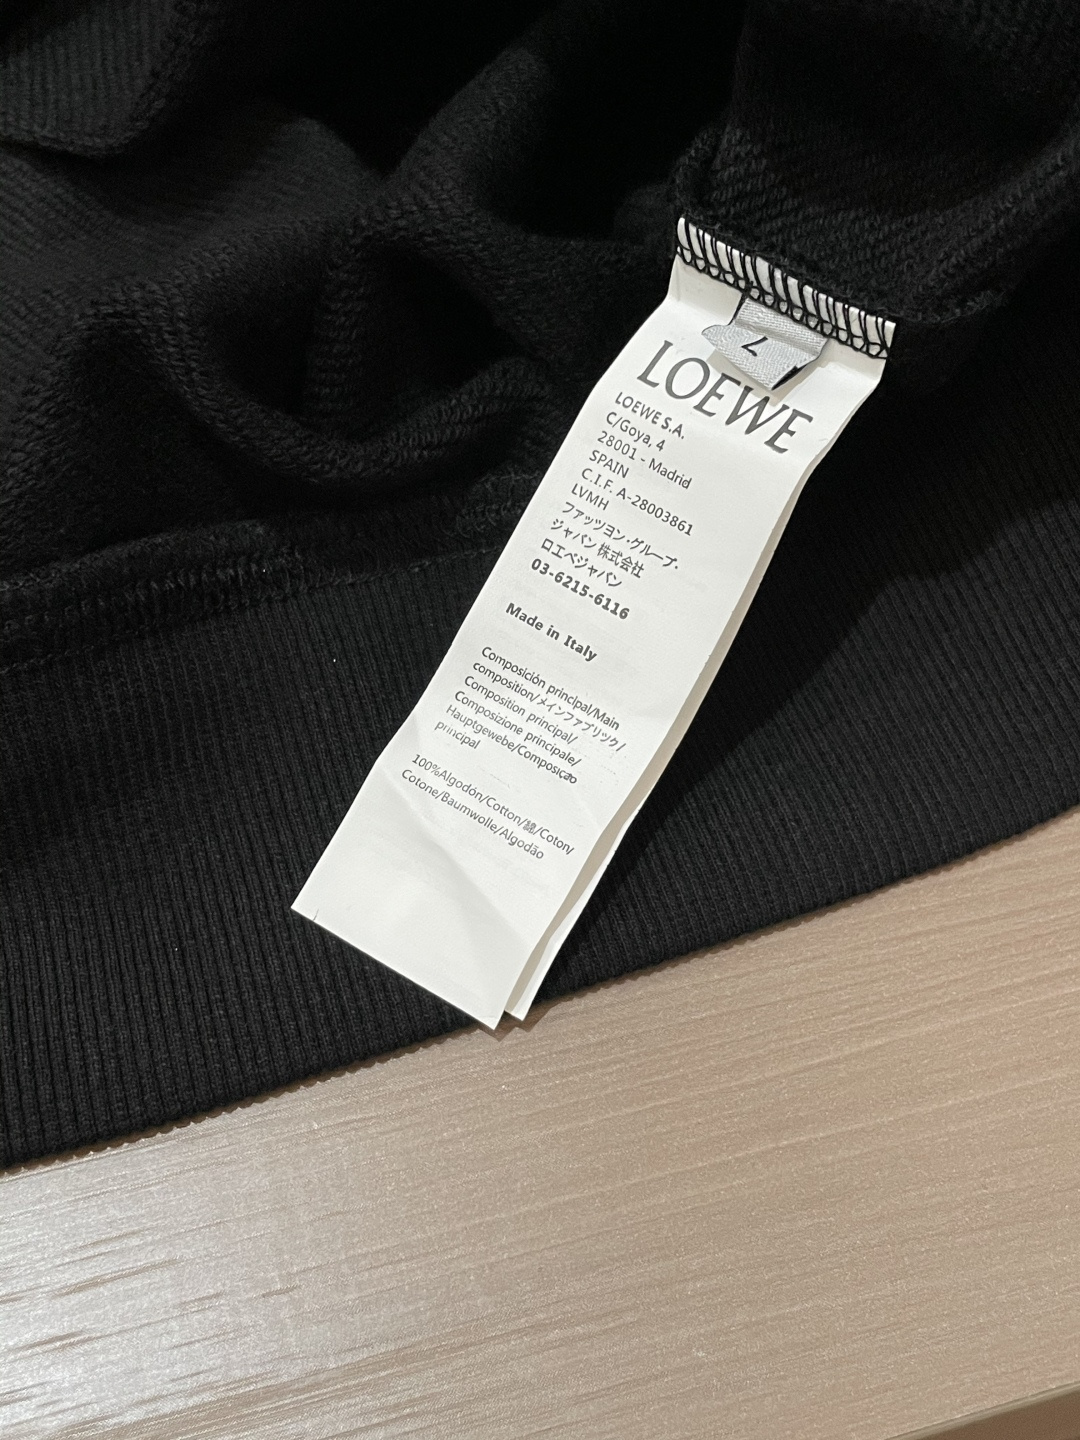 LOEWE
LOEWE S.A.
C/Goya, 4
28001 - Madrid
SPAIN
C.I.F. A-28003861
LVMH
ファッツヨン・グループ・
ジャパン 株式会社
ロエベジャパン
03-6215-6116
Made in Italy
Composición principal/Main
composition/メインファブリック/
Composition principal/
Composizione principale/
Hauptgewebe/Composição
principal
100%Algodón/Cotton/綿/Coton/
Cotone/Baumwolle/Algodão